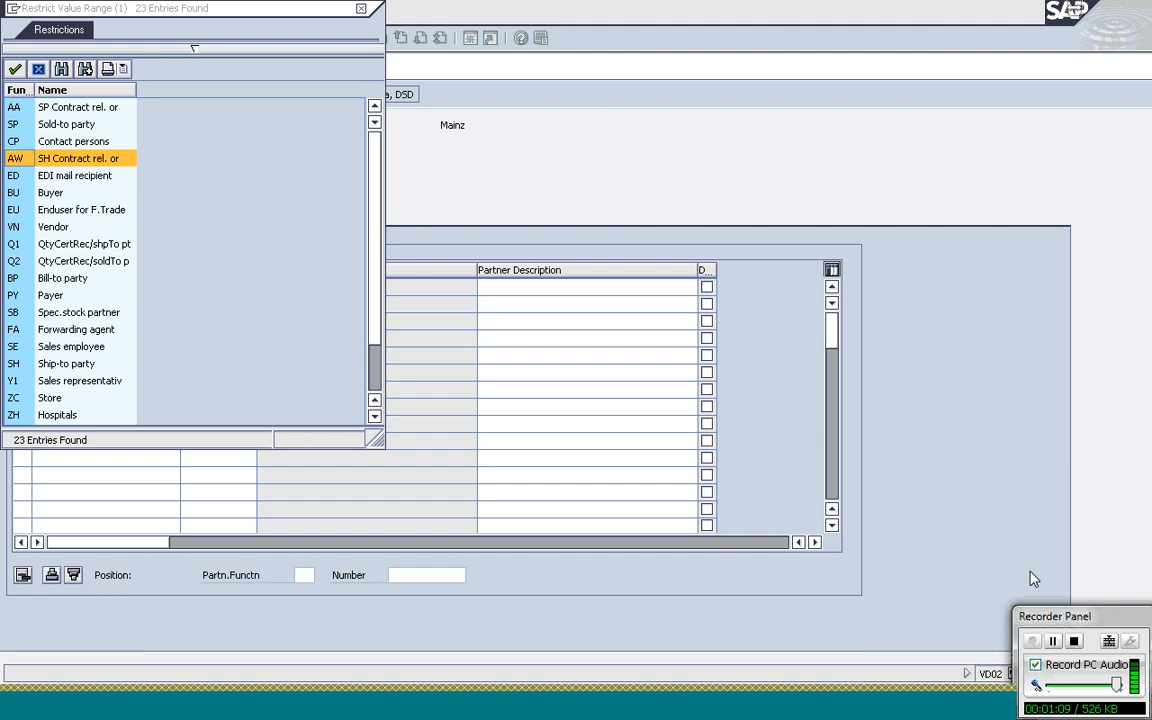 Restrict Value Range (1) 23 Entries Found
SAP
Restrictions
Fun... Name
AA SP Contract rel. or
SP Sold-to party
CP Contact persons
AW SH Contract rel. or
ED EDI mail recipient
BU Buyer
EU Enduser for F.Trade
VN Vendor
Q1 QtyCertRec/shpTo pt
Q2 QtyCertRec/soldTo p
BP Bill-to party
PY Payer
SB Spec.stock partner
FA Forwarding agent
SE Sales employee
SH Ship-to party
Y1 Sales representativ
ZC Store
ZH Hospitals
23 Entries Found
a, DSD
Mainz
Partner Description D...
Position: Partn.Functn Number
VD02
Recorder Panel
Record PC Audio
00:01:09 / 526 KB